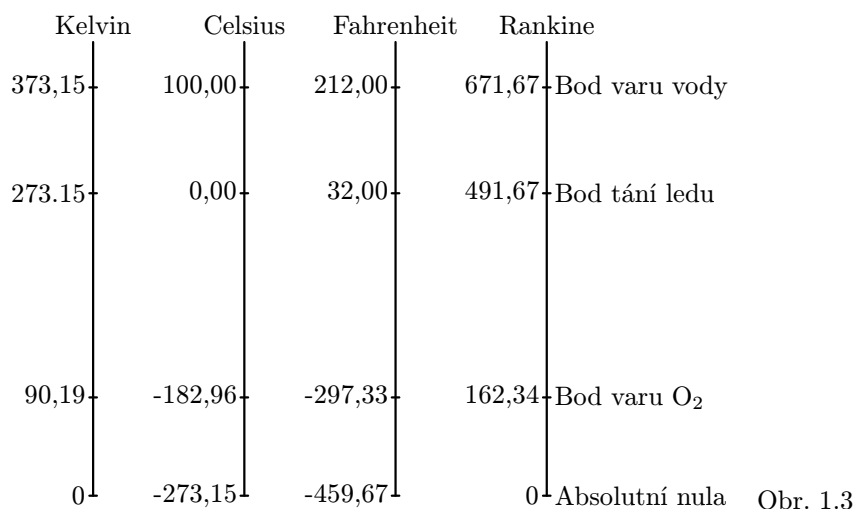 Kelvin Celsius Fahrenheit Rankine
373,15 100,00 212,00 671,67 Bod varu vody
273.15 0,00 32,00 491,67 Bod tání ledu
90,19 -182,96 -297,33 162,34 Bod varu O₂
0 -273,15 -459,67 0 Absolutní nula Obr. 1.3